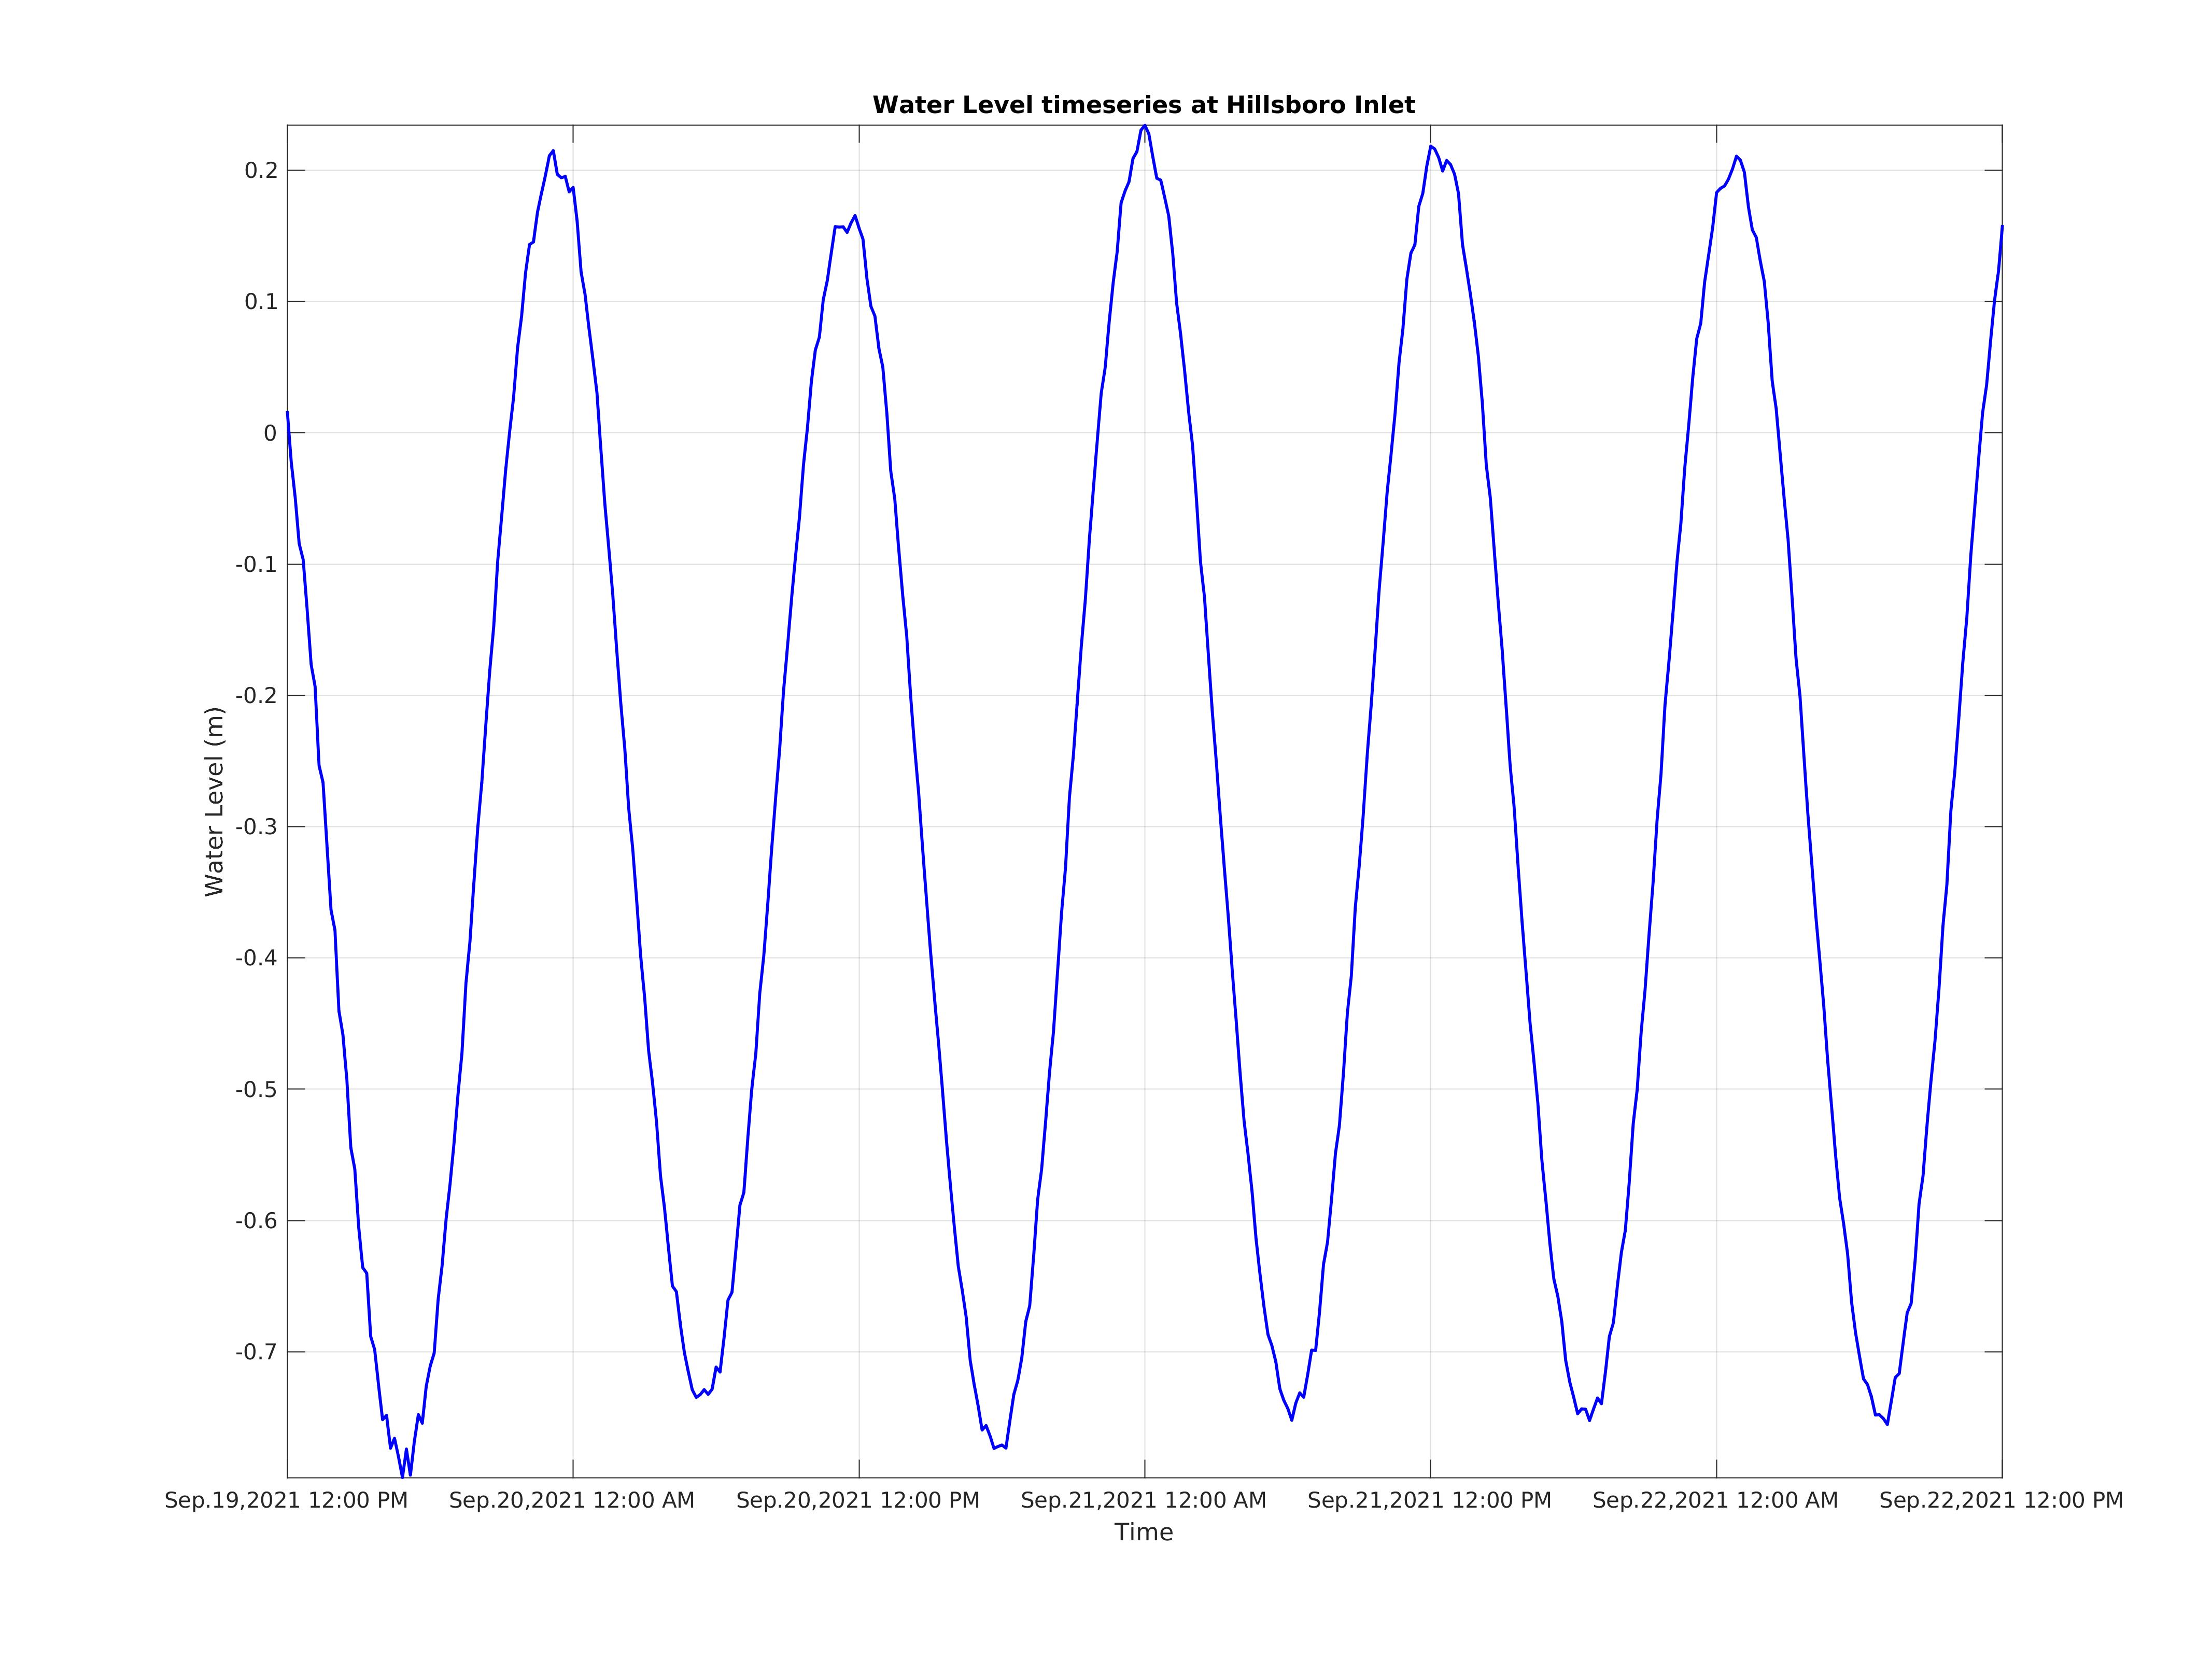 Water Level timeseries at Hillsboro Inlet
0.2
0.1
0
-0.1
-0.2
-0.3
-0.4
-0.5
-0.6
-0.7
Water Level (m)
Sep.19,2021 12:00 PM Sep.20,2021 12:00 AM Sep.20,2021 12:00 PM Sep.21,2021 12:00 AM Sep.21,2021 12:00 PM Sep.22,2021 12:00 AM Sep.22,2021 12:00 PM
Time